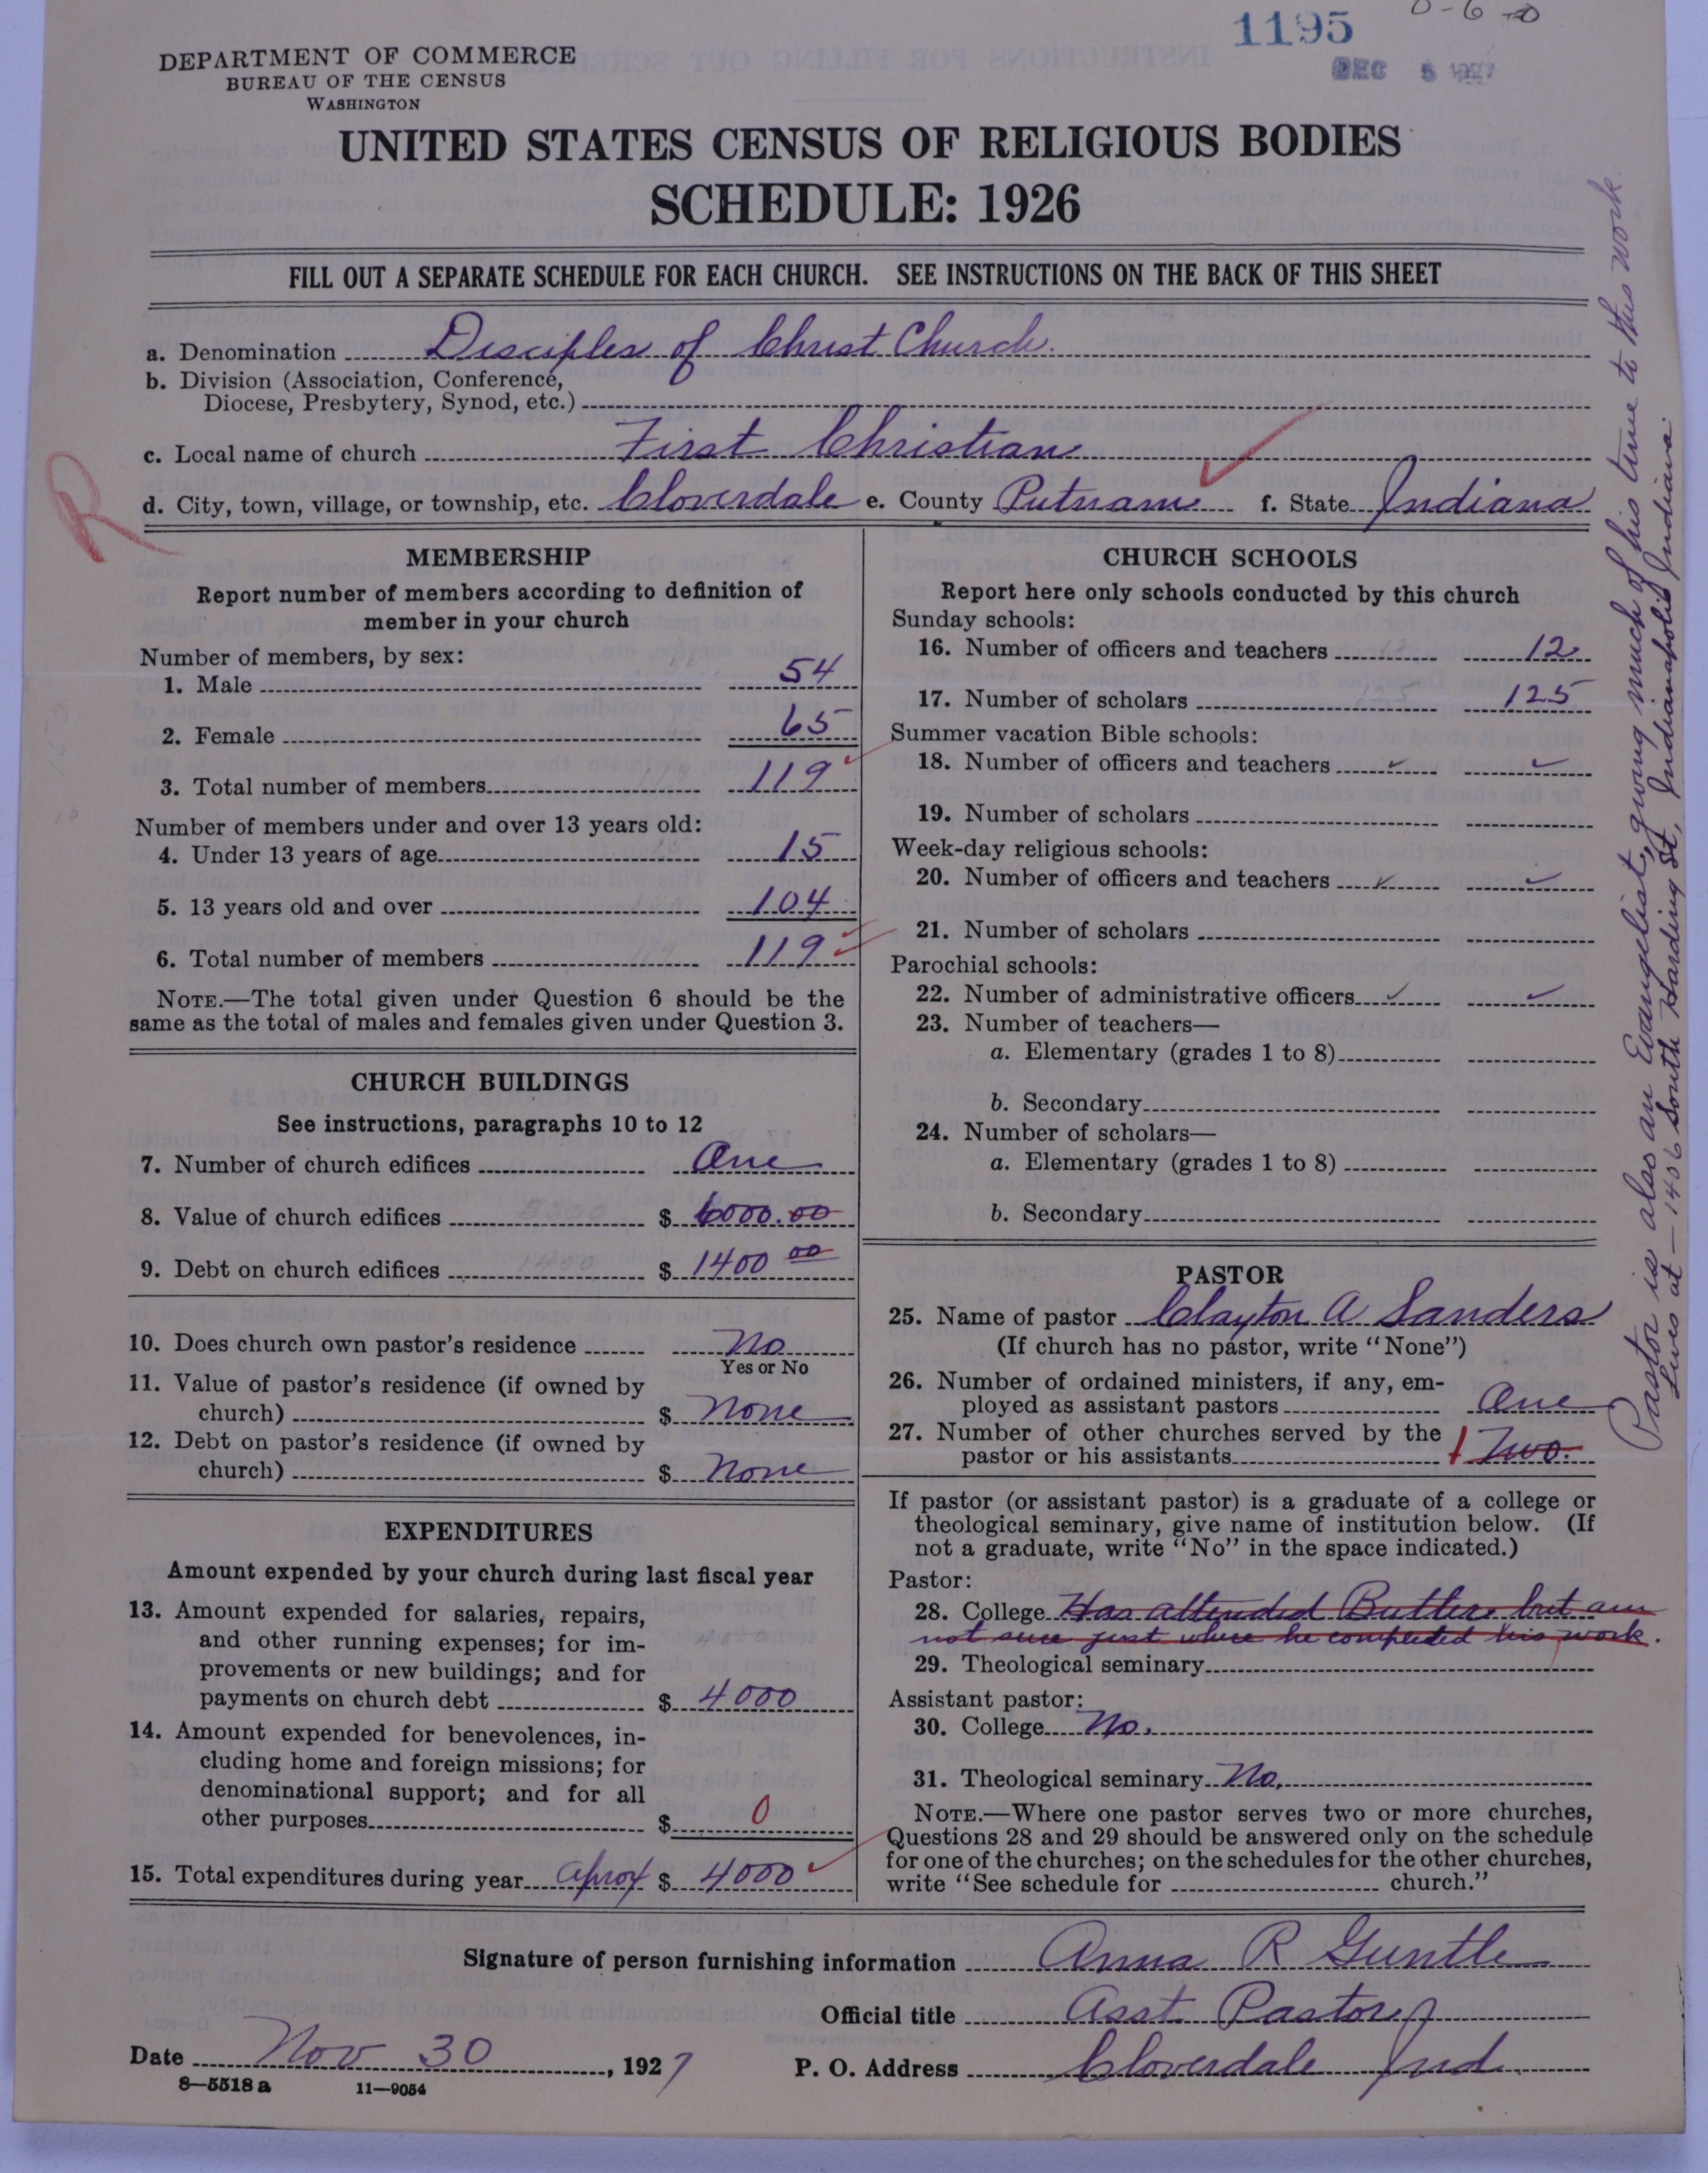 1195
DEC 5 1927
DEPARTMENT OF COMMERCE
BUREAU OF THE CENSUS
WASHINGTON
UNITED STATES CENSUS OF RELIGIOUS BODIES
SCHEDULE: 1926
FILL OUT A SEPARATE SCHEDULE FOR EACH CHURCH. SEE INSTRUCTIONS ON THE BACK OF THIS SHEET
a. Denomination Disciples of Christ Church.
b. Division (Association, Conference,
Diocese, Presbytery, Synod, etc.)
c. Local name of church First Christian
d. City, town, village, or township, etc. Cloverdale e. County Putnam f. State Indiana
R
MEMBERSHIP
Report number of members according to definition of
member in your church
Number of members, by sex:
1. Male 54
2. Female 65
3. Total number of members 119
Number of members under and over 13 years old:
4. Under 13 years of age 15
5. 13 years old and over 104
6. Total number of members 119
NOTE.—The total given under Question 6 should be the
same as the total of males and females given under Question 3.
CHURCH BUILDINGS
See instructions, paragraphs 10 to 12
7. Number of church edifices One
8. Value of church edifices $ 6000.00
9. Debt on church edifices 1400 $ 1400 00
10. Does church own pastor's residence No
Yes or No
11. Value of pastor's residence (if owned by
church) $ None
12. Debt on pastor's residence (if owned by
church) $ None
EXPENDITURES
Amount expended by your church during last fiscal year
13. Amount expended for salaries, repairs,
and other running expenses; for im-
provements or new buildings; and for
payments on church debt $ 4000
14. Amount expended for benevolences, in-
cluding home and foreign missions; for
denominational support; and for all
other purposes $ 0
15. Total expenditures during year Aprox $ 4000
CHURCH SCHOOLS
Report here only schools conducted by this church
Sunday schools:
16. Number of officers and teachers 12
17. Number of scholars 125
Summer vacation Bible schools:
18. Number of officers and teachers
19. Number of scholars
Week-day religious schools:
20. Number of officers and teachers
21. Number of scholars
Parochial schools:
22. Number of administrative officers
23. Number of teachers—
a. Elementary (grades 1 to 8)
b. Secondary
24. Number of scholars—
a. Elementary (grades 1 to 8)
b. Secondary
PASTOR
25. Name of pastor Clayton A Sanders
(If church has no pastor, write "None")
26. Number of ordained ministers, if any, em-
ployed as assistant pastors One
27. Number of other churches served by the
pastor or his assistants 1 Two.
If pastor (or assistant pastor) is a graduate of a college or
theological seminary, give name of institution below. (If
not a graduate, write "No" in the space indicated.)
Pastor:
28. College Has attended Butler but am
not sure just where he completed his work.
29. Theological seminary
Assistant pastor:
30. College No.
31. Theological seminary No.
NOTE.—Where one pastor serves two or more churches,
Questions 28 and 29 should be answered only on the schedule
for one of the churches; on the schedules for the other churches,
write "See schedule for church."
Signature of person furnishing information Anna R Guntle
Official title Asst. Pastor
Date Nov 30, 1927
P. O. Address Cloverdale Ind.
8—5518 a 11—9054
Pastor is also an Evangelist, giving much of his time to this work.
Lives at — 1406 South Harding St., Indianapolis Indiana.